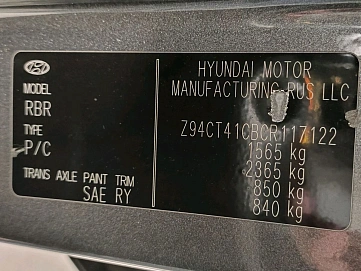 HYUNDAI MOTOR
MANUFACTURING RUS LLC
MODEL
RBR
TYPE
P/C
TRANS AXLE PAINT TRIM
SAE RY
Z94CT41CBCR117122
1565 kg
2365 kg
850 kg
840 kg